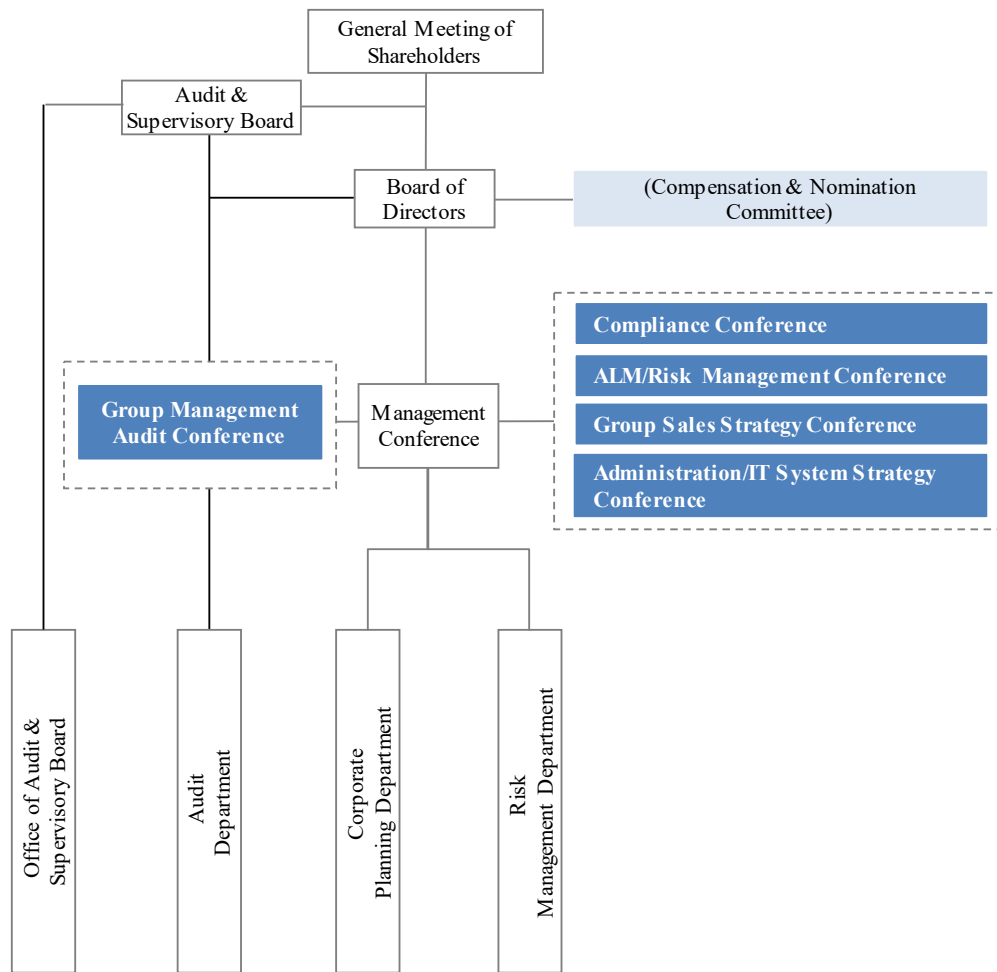 General Meeting of
Shareholders
Audit &
Supervisory Board
Board of
Directors
(Compensation & Nomination
Committee)
Compliance Conference
ALM/Risk Management Conference
Group Sales Strategy Conference
Administration/IT System Strategy
Conference
Group Management
Audit Conference
Management
Conference
Office of Audit &
Supervisory Board
Audit
Department
Corporate
Planning Department
Risk
Management Department